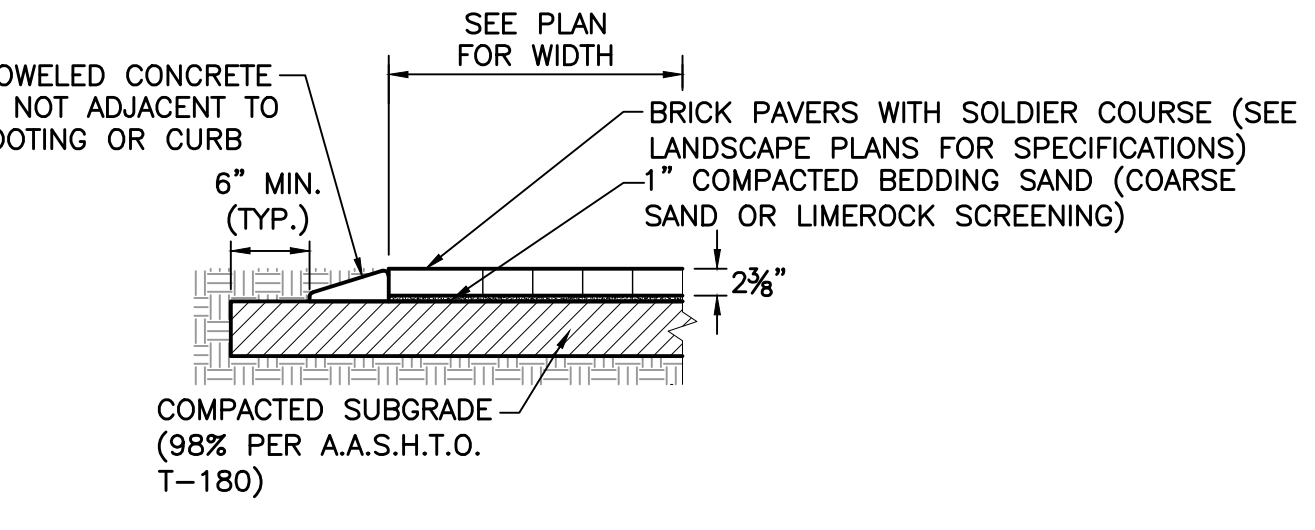 SEE PLAN
FOR WIDTH
CONCRETE
NOT ADJACENT TO
OR CURB
6” MIN.
(TYP.)
BRICK PAVERS WITH SOLDIER COURSE (SEE
LANDSCAPE PLANS FOR SPECIFICATIONS)
1” COMPACTED BEDDING SAND (COARSE
SAND OR LIMEROCK SCREENING)
2⅜”
COMPACTED SUBGRADE
(98% PER A.A.S.H.T.O.
T–180)